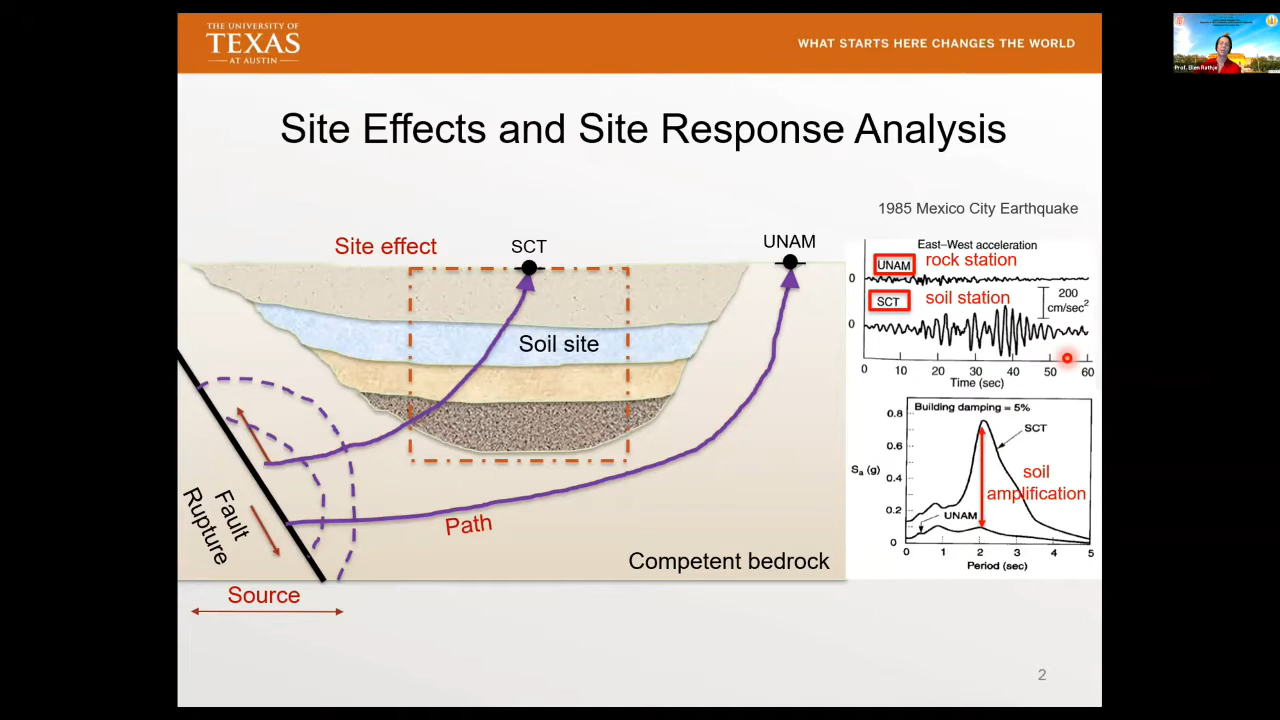 THE UNIVERSITY OF
TEXAS
AT AUSTIN
WHAT STARTS HERE CHANGES THE WORLD
Prof. Ellen Rathje
Site Effects and Site Response Analysis
1985 Mexico City Earthquake
Site effect
SCT
UNAM
Soil site
Fault
Rupture
Path
Competent bedrock
Source
East–West acceleration
UNAM
rock station
0
SCT
soil station
200
cm/sec²
0
0 10 20 30 40 50 60
Time (sec)
Building damping = 5%
0.8
0.6
0.4
0.2
0
Sa (g)
SCT
soil
amplification
UNAM
0 1 2 3 4 5
Period (sec)
2